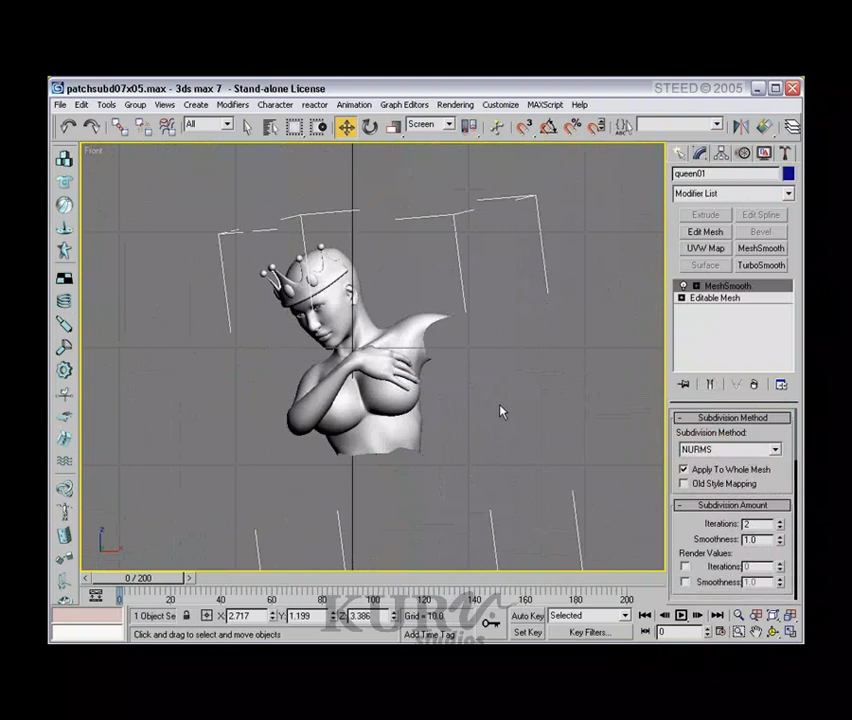 patchsubd07x05.max - 3ds max 7 - Stand-alone License
STEED©2005
File Edit Tools Group Views Create Modifiers Character reactor Animation Graph Editors Rendering Customize MAXScript Help
All
Screen
Front
queen01
Modifier List
Extrude Edit Spline
Edit Mesh Bevel
UVW Map MeshSmooth
Surface TurboSmooth
MeshSmooth
Editable Mesh
Subdivision Method
Subdivision Method:
NURMS
Apply To Whole Mesh
Old Style Mapping
Subdivision Amount
Iterations: 2
Smoothness: 1.0
Render Values:
Iterations: 0
Smoothness: 1.0
z
x
0 / 200
0 20 40 60 80 100 120 140 160 180 200
1 Object Se X: 2.717 Y: 1.199 Z: 3.386 Grid = 10.0 Auto Key Selected
Click and drag to select and move objects Add Time Tag Set Key Key Filters... 0
KURV
studios